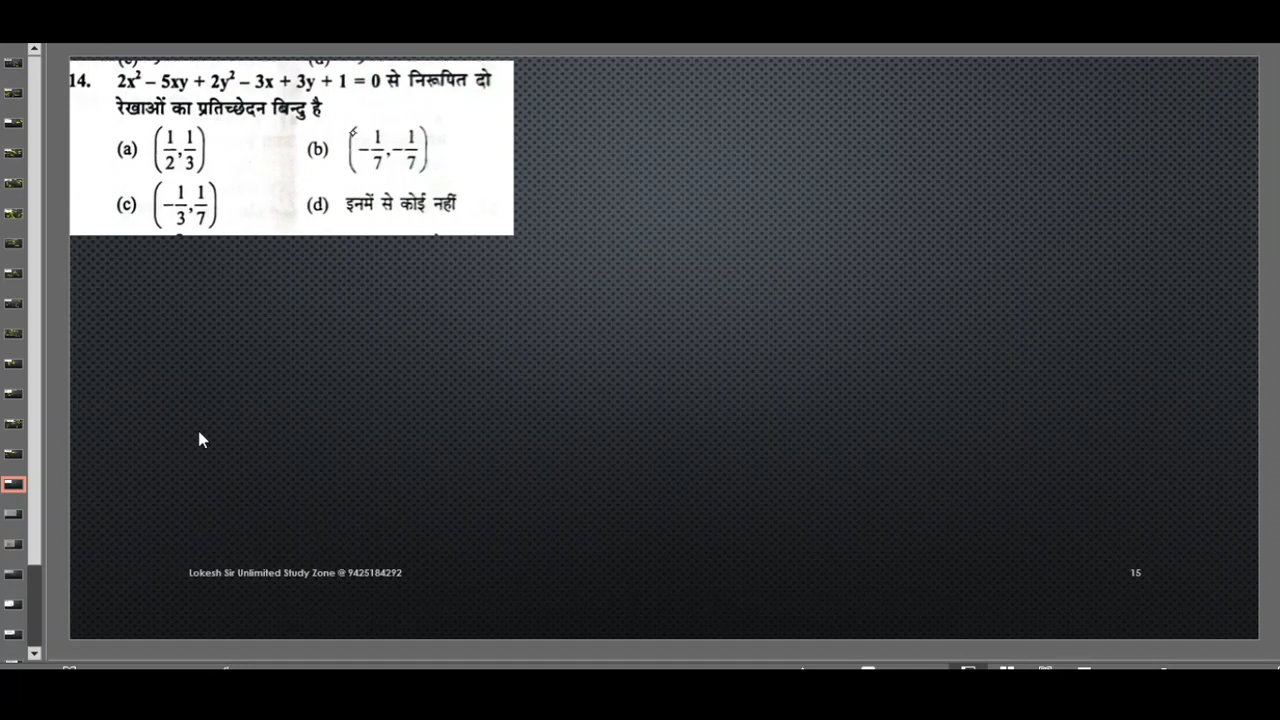 14. 2x² – 5xy + 2y² – 3x + 3y + 1 = 0 से निरूपित दो
रेखाओं का प्रतिच्छेदन बिन्दु है
(a) (1/2, 1/3) (b) (–1/7, –1/7)
(c) (–1/3, 1/7) (d) इनमें से कोई नहीं
Lokesh Sir Unlimited Study Zone @ 9425184292 15